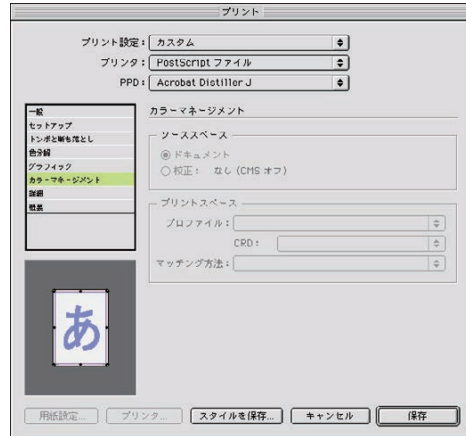 プリント
プリント設定： カスタム
プリンタ： PostScript ファイル
PPD： Acrobat Distiller J
一般
セットアップ
トンボと断ち落とし
色分解
グラフィック
カラーマネージメント
詳細
概要
カラーマネージメント
ソーススペース
ドキュメント
校正： なし (CMS オフ)
プリントスペース
プロファイル：
CRD：
マッチング方法：
あ
用紙設定...
プリンタ...
スタイルを保存...
キャンセル
保存